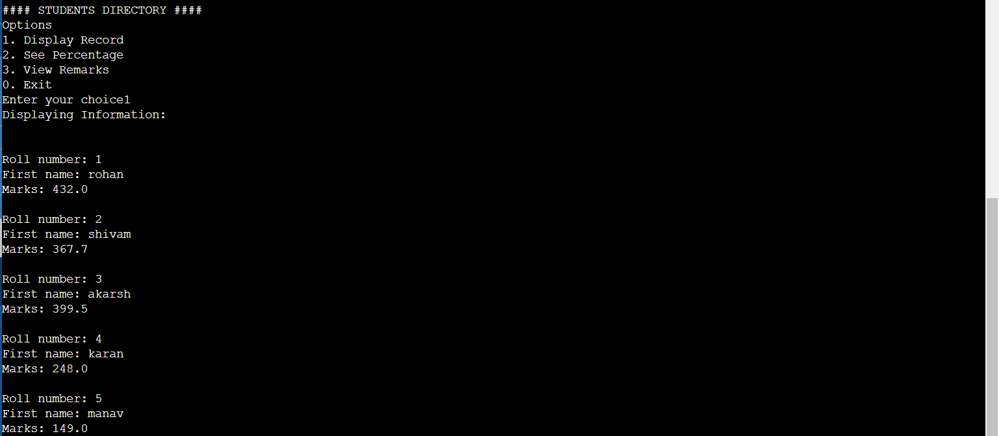 #### STUDENTS DIRECTORY ####
Options
1. Display Record
2. See Percentage
3. View Remarks
0. Exit
Enter your choice1
Displaying Information:
Roll number: 1
First name: rohan
Marks: 432.0
Roll number: 2
First name: shivam
Marks: 367.7
Roll number: 3
First name: akarsh
Marks: 399.5
Roll number: 4
First name: karan
Marks: 248.0
Roll number: 5
First name: manav
Marks: 149.0